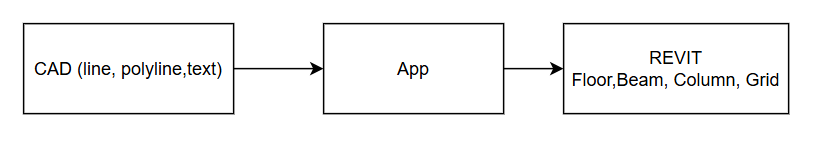 CAD (line, polyline,text)
App
REVIT
Floor,Beam, Column, Grid